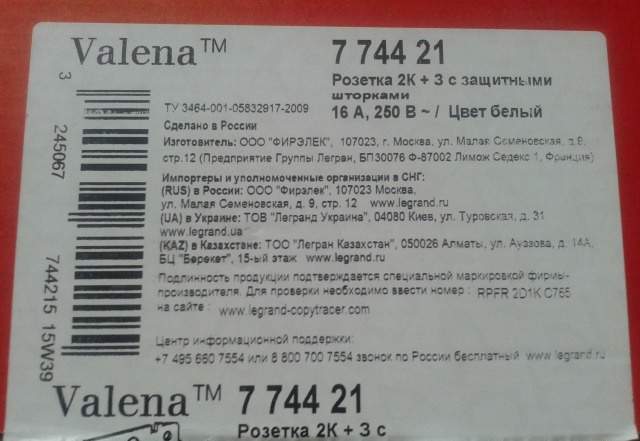 Valena™ 7 744 21
Розетка 2К + З с защитными
шторками
ТУ 3464-001-05832917-2009 16 А, 250 В ~ / Цвет белый
Сделано в России
Изготовитель: ООО "ФИРЭЛЕК", 107023, г. Москва, ул. Малая Семеновская, д.9,
стр.12 (Предприятие Группы Легран, БП30076 Ф-87002 Лимож Седекс 1, Франция)
Импортеры и уполномоченные организации в СНГ:
(RUS) в России: ООО "Фирэлек", 107023 Москва,
ул. Малая Семеновская, д. 9, стр. 12 www.legrand.ru
(UA) в Украине: ТОВ "Легранд Украина", 04080 Киев, ул. Туровская, д. 31
www.legrand.ua
(KAZ) в Казахстане: ТОО "Легран Казахстан", 050026 Алматы, ул. Ауэзова, д. 14А,
БЦ "Берекет", 15-ый этаж www.legrand.ru
Подлинность продукции подтверждается специальной маркировкой фирмы-
производителя. Для проверки необходимо ввести номер : RPFR 2D1K C765
на сайте : www.legrand-copytracer.com
Центр информационной поддержки:
+7 495 660 7554 или 8 800 700 7554 звонок по России бесплатный www.legrand.ru
3 245067 744215 15W39
Valena™ 7 744 21
Розетка 2К + З с